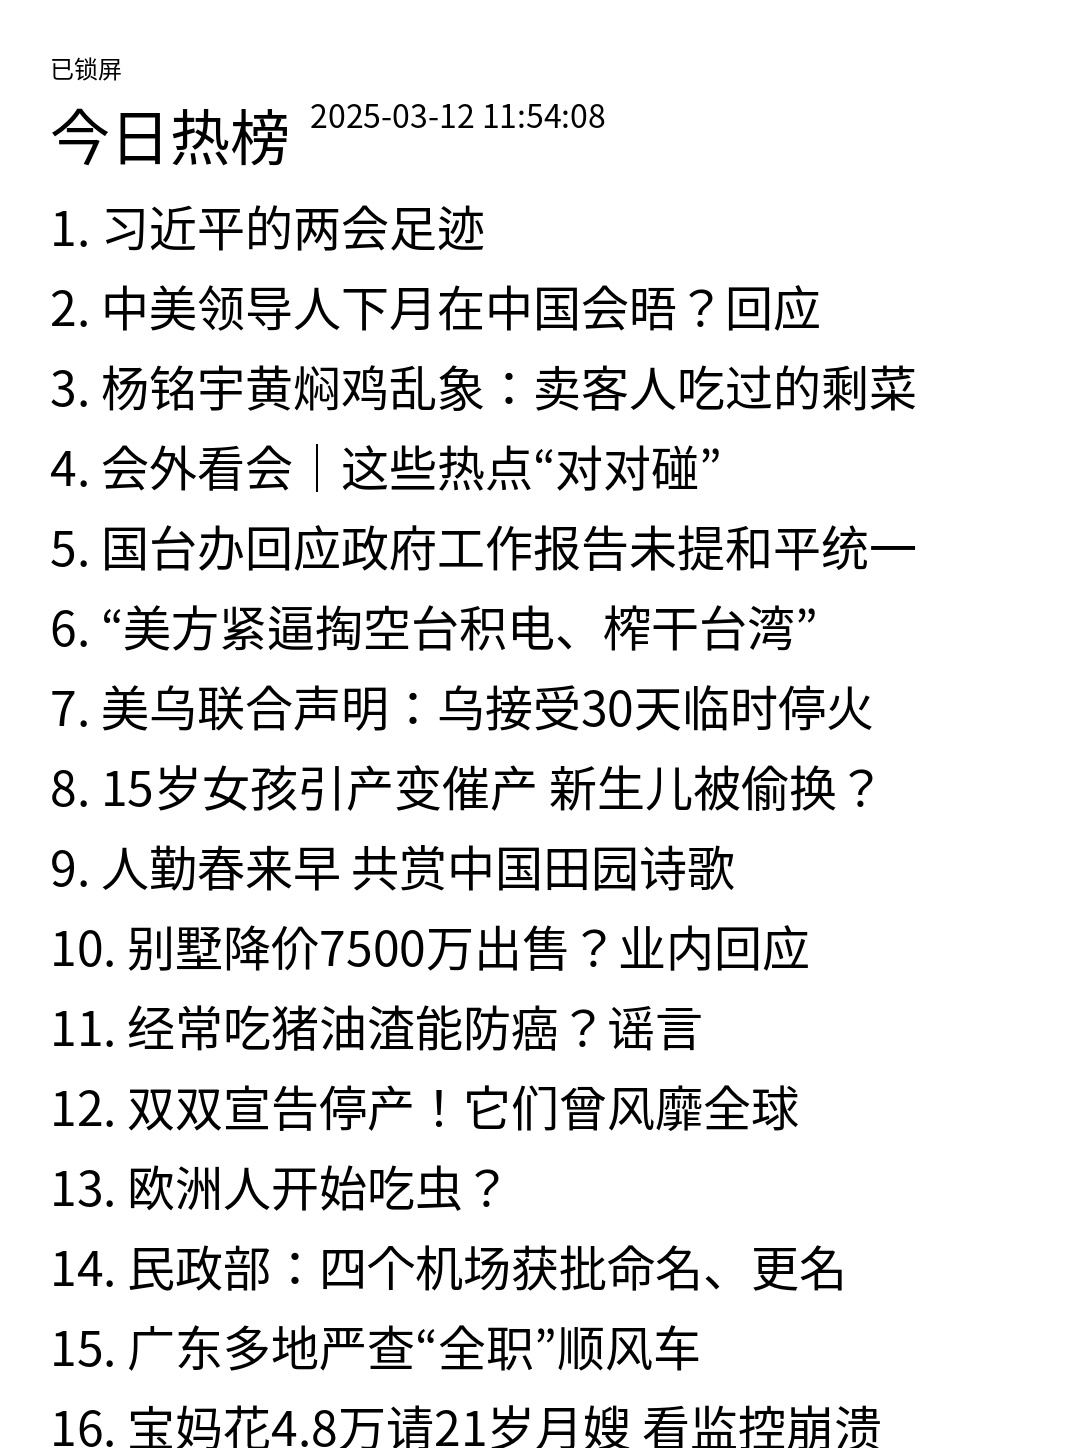 已锁屏
今日热榜 2025-03-12 11:54:08
1. 习近平的两会足迹
2. 中美领导人下月在中国会晤？回应
3. 杨铭宇黄焖鸡乱象：卖客人吃过的剩菜
4. 会外看会｜这些热点“对对碰”
5. 国台办回应政府工作报告未提和平统一
6. “美方紧逼掏空台积电、榨干台湾”
7. 美乌联合声明：乌接受30天临时停火
8. 15岁女孩引产变催产 新生儿被偷换？
9. 人勤春来早 共赏中国田园诗歌
10. 别墅降价7500万出售？业内回应
11. 经常吃猪油渣能防癌？谣言
12. 双双宣告停产！它们曾风靡全球
13. 欧洲人开始吃虫？
14. 民政部：四个机场获批命名、更名
15. 广东多地严查“全职”顺风车
16. 宝妈花4.8万请21岁月嫂 看监控崩溃